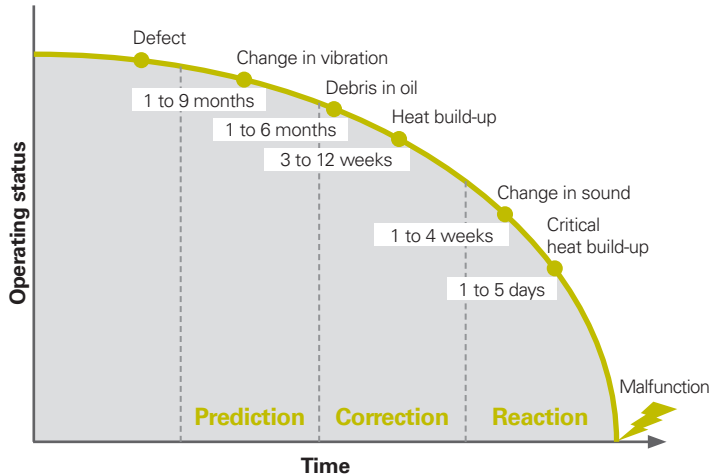 Defect
Change in vibration
1 to 9 months
Debris in oil
1 to 6 months
Heat build-up
3 to 12 weeks
Change in sound
1 to 4 weeks
Critical
heat build-up
1 to 5 days
Malfunction
Prediction
Correction
Reaction
Operating status
Time